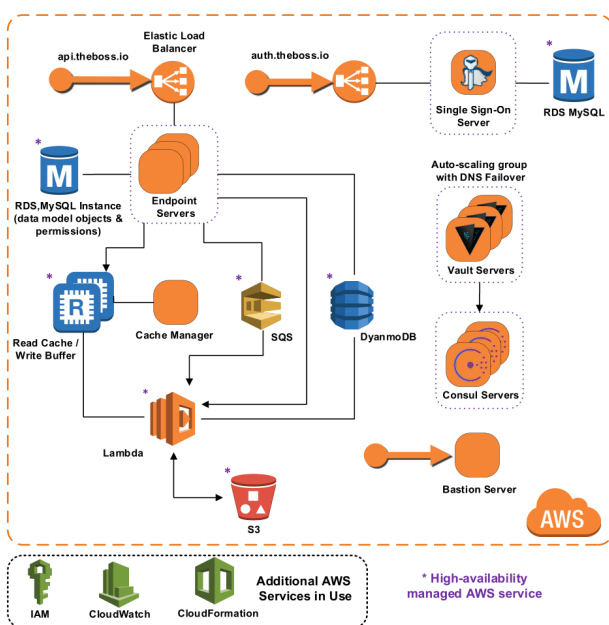 Elastic Load
Balancer
api.theboss.io
auth.theboss.io
*
Single Sign-On
Server
M
RDS MySQL
*
M
RDS,MySQL Instance
(data model objects &
permissions)
Endpoint
Servers
Auto-scaling group
with DNS Failover
Vault Servers
*
R
Read Cache /
Write Buffer
Cache Manager
*
SQS
*
DyanmoDB
Consul Servers
*
Lambda
*
S3
Bastion Server
AWS
IAM
CloudWatch
CloudFormation
Additional AWS
Services in Use
* High-availability
managed AWS service